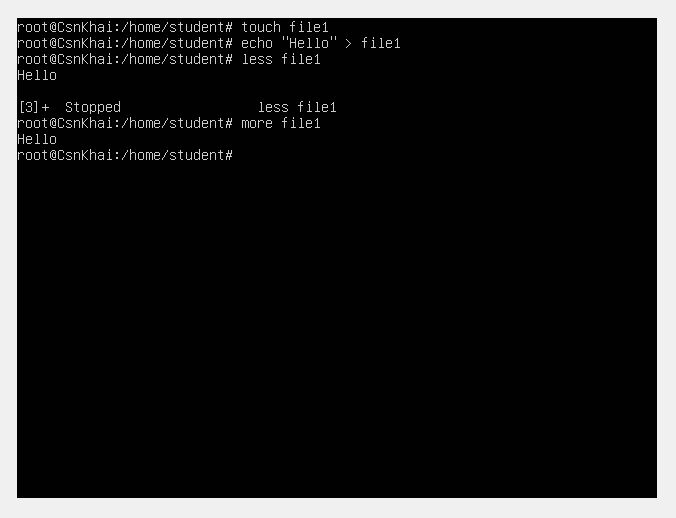 root@CsnKhai:/home/student# touch file1
root@CsnKhai:/home/student# echo "Hello" > file1
root@CsnKhai:/home/student# less file1
Hello
[3]+  Stopped                 less file1
root@CsnKhai:/home/student# more file1
Hello
root@CsnKhai:/home/student#